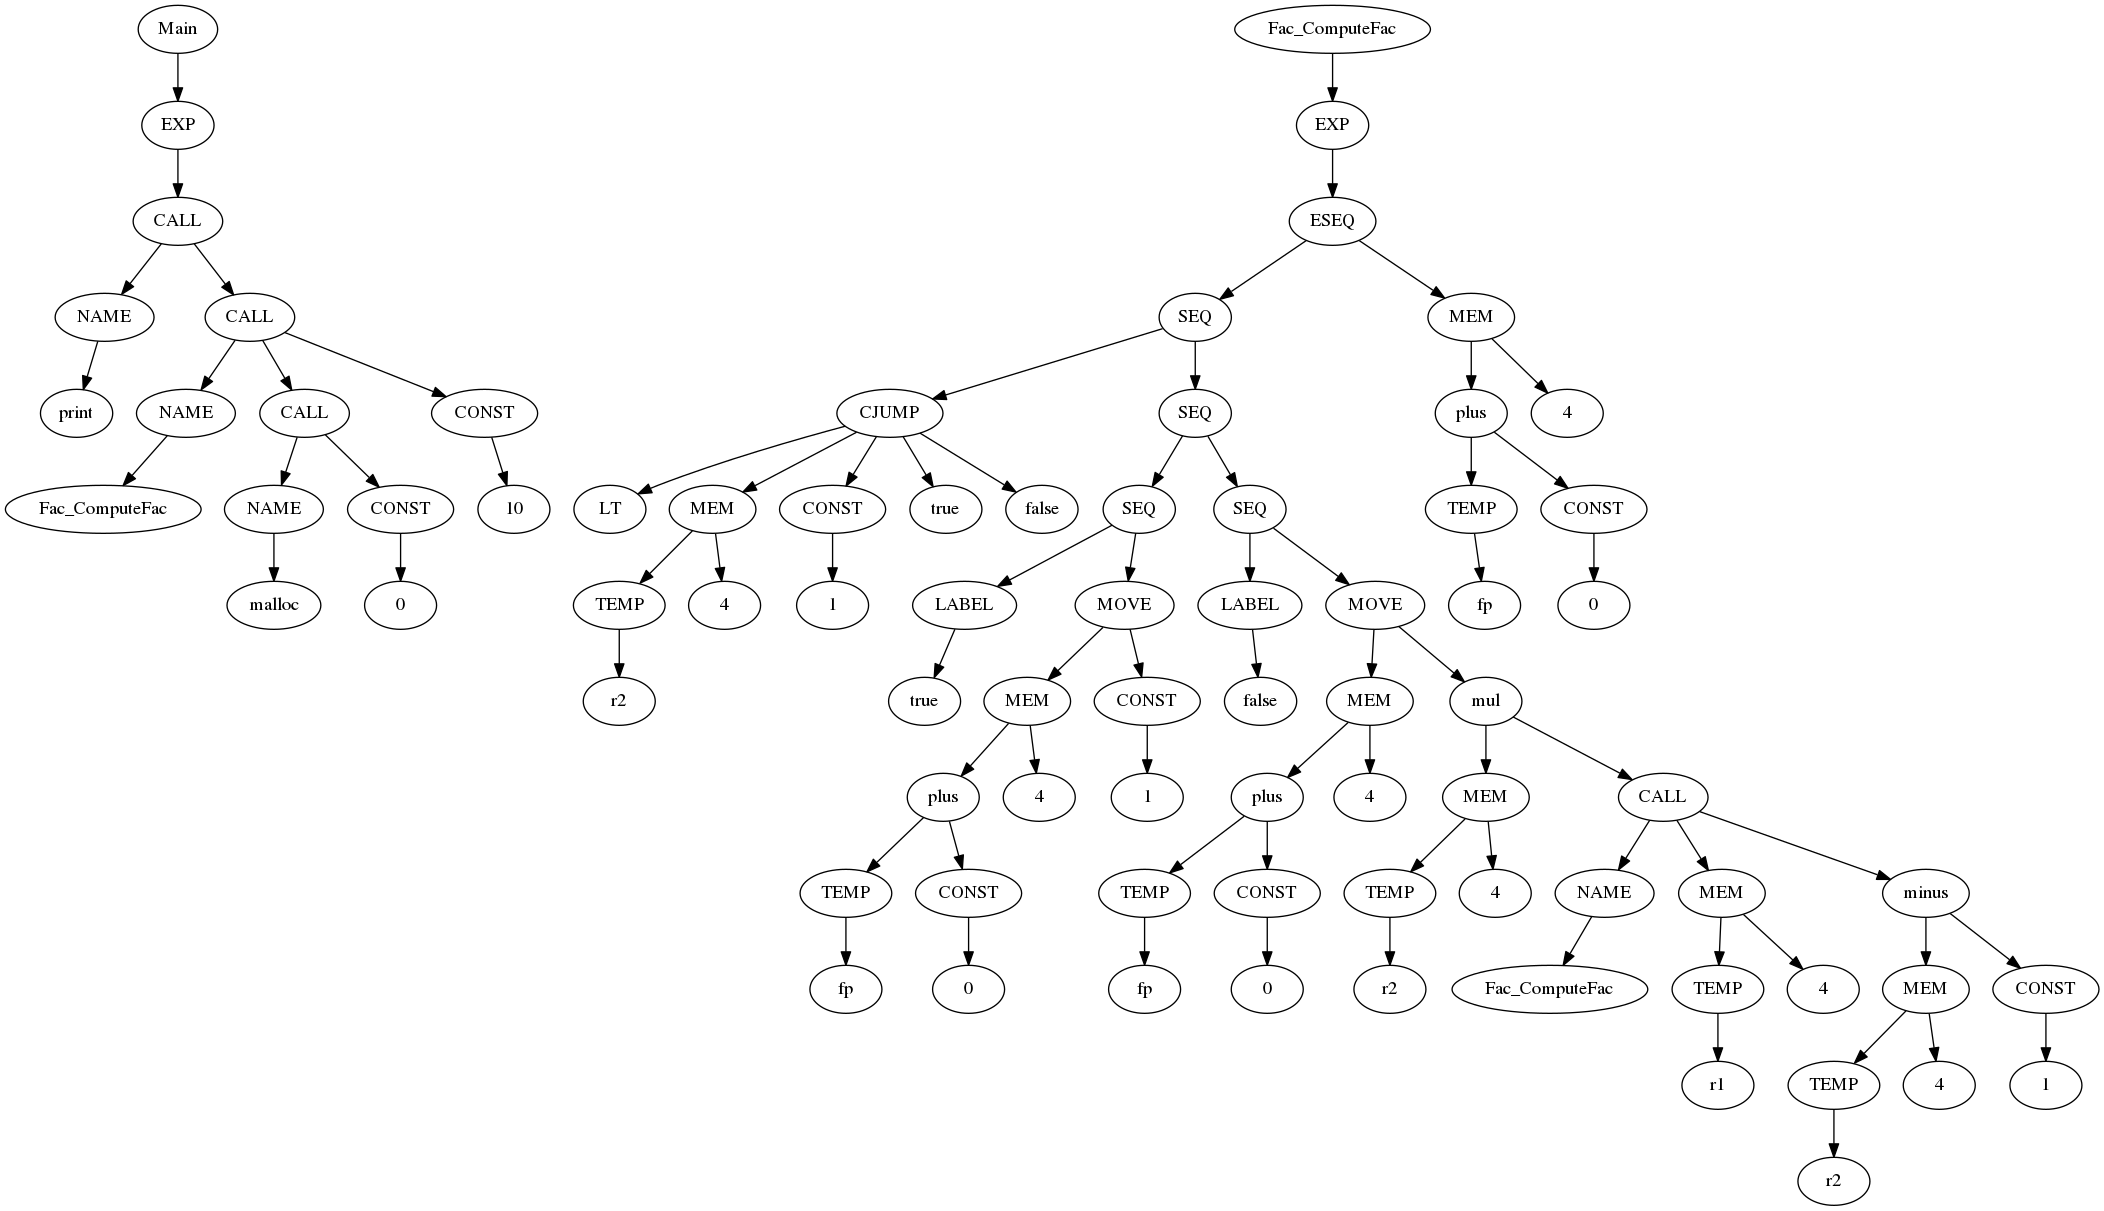 Main Fac_ComputeFac
EXP EXP
CALL ESEQ
NAME CALL SEQ MEM
print NAME CALL CONST CJUMP SEQ plus 4
Fac_ComputeFac NAME CONST 10 LT MEM CONST true false SEQ SEQ TEMP CONST
malloc 0 TEMP 4 1 LABEL MOVE LABEL MOVE fp 0
r2 true MEM CONST false MEM mul
plus 4 1 plus 4 MEM CALL
TEMP CONST TEMP CONST TEMP 4 NAME MEM minus
fp 0 fp 0 r2 Fac_ComputeFac TEMP 4 MEM CONST
r1 TEMP 4 1
r2